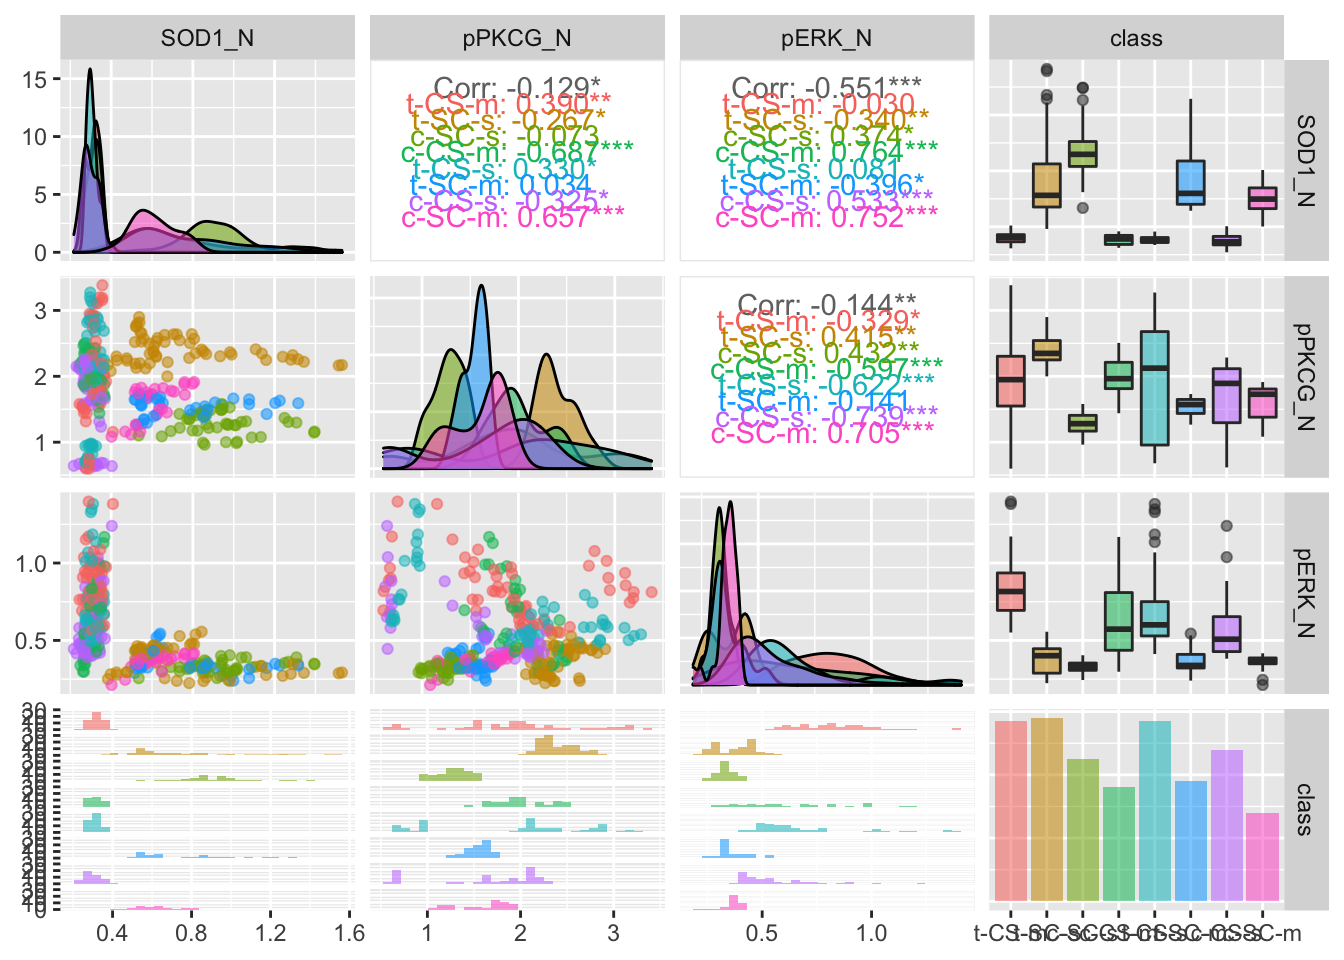 SOD1_N
pPKCG_N
pERK_N
class
15
10
5
0
Corr: -0.129*
t-CS-m: 0.390**
t-SC-s: -0.267*
c-SC-s: -0.073
c-CS-m: -0.687***
t-CS-s: 0.330*
t-SC-m: 0.034
c-CS-s: -0.325*
c-SC-m: 0.657***
Corr: -0.551***
t-CS-m: -0.030
t-SC-s: -0.340**
c-SC-s: 0.374*
c-CS-m: 0.764***
t-CS-s: 0.081
t-SC-m: -0.396*
c-CS-s: 0.533***
c-SC-m: 0.752***
SOD1_N
3
2
1
Corr: -0.144**
t-CS-m: -0.329*
t-SC-s: 0.415**
c-SC-s: 0.432**
c-CS-m: -0.597***
t-CS-s: -0.622***
t-SC-m: -0.141
c-CS-s: -0.739***
c-SC-m: 0.705***
pPKCG_N
1.0
0.5
pERK_N
30
0
class
0.4
0.8
1.2
1.6
1
2
3
0.5
1.0